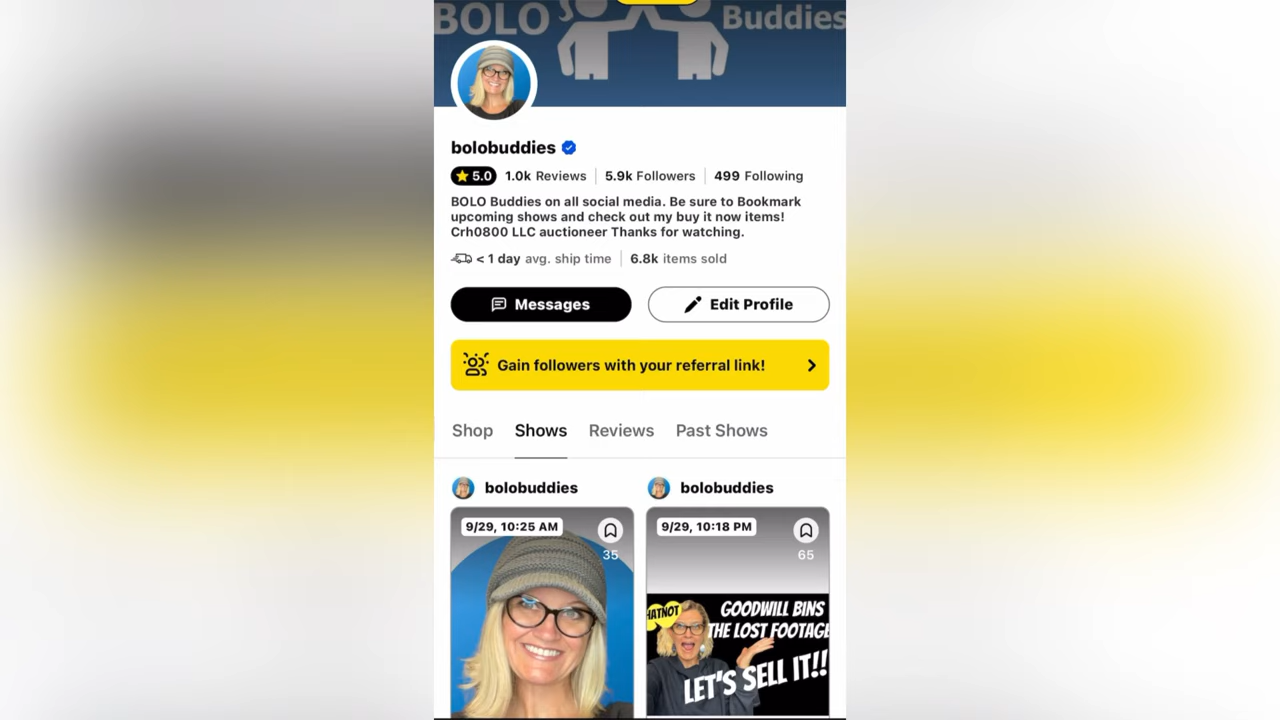 BOLO Buddies
bolobuddies
5.0 1.0k Reviews 5.9k Followers 499 Following
BOLO Buddies on all social media. Be sure to Bookmark
upcoming shows and check out my buy it now items!
Crh0800 LLC auctioneer Thanks for watching.
< 1 day avg. ship time 6.8k items sold
Messages Edit Profile
Gain followers with your referral link!
Shop Shows Reviews Past Shows
bolobuddies bolobuddies
9/29, 10:25 AM 9/29, 10:18 PM
35 65
HATNOT
GOODWILL BINS
THE LOST FOOTAGE
LET'S SELL IT!!